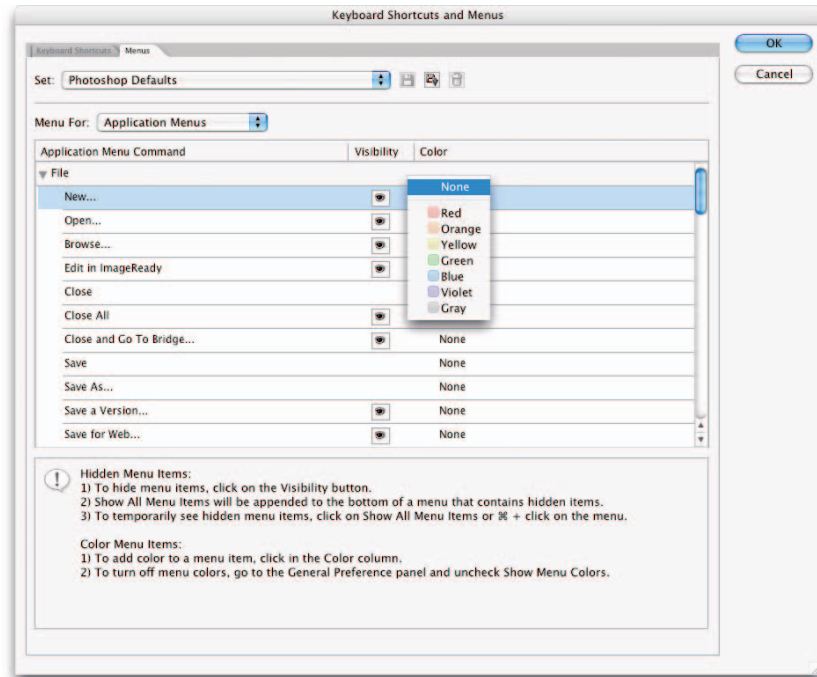 Keyboard Shortcuts and Menus
Keyboard Shortcuts Menus
OK
Set: Photoshop Defaults
Cancel
Menu For: Application Menus
Application Menu Command Visibility Color
File
New... None
Open... Red
Orange
Browse... Yellow
Edit in ImageReady Green
Blue
Close Violet
Close All Gray
Close and Go To Bridge... None
Save None
Save As... None
Save a Version... None
Save for Web... None
Hidden Menu Items:
1) To hide menu items, click on the Visibility button.
2) Show All Menu Items will be appended to the bottom of a menu that contains hidden items.
3) To temporarily see hidden menu items, click on Show All Menu Items or ⌘ + click on the menu.
Color Menu Items:
1) To add color to a menu item, click in the Color column.
2) To turn off menu colors, go to the General Preference panel and uncheck Show Menu Colors.